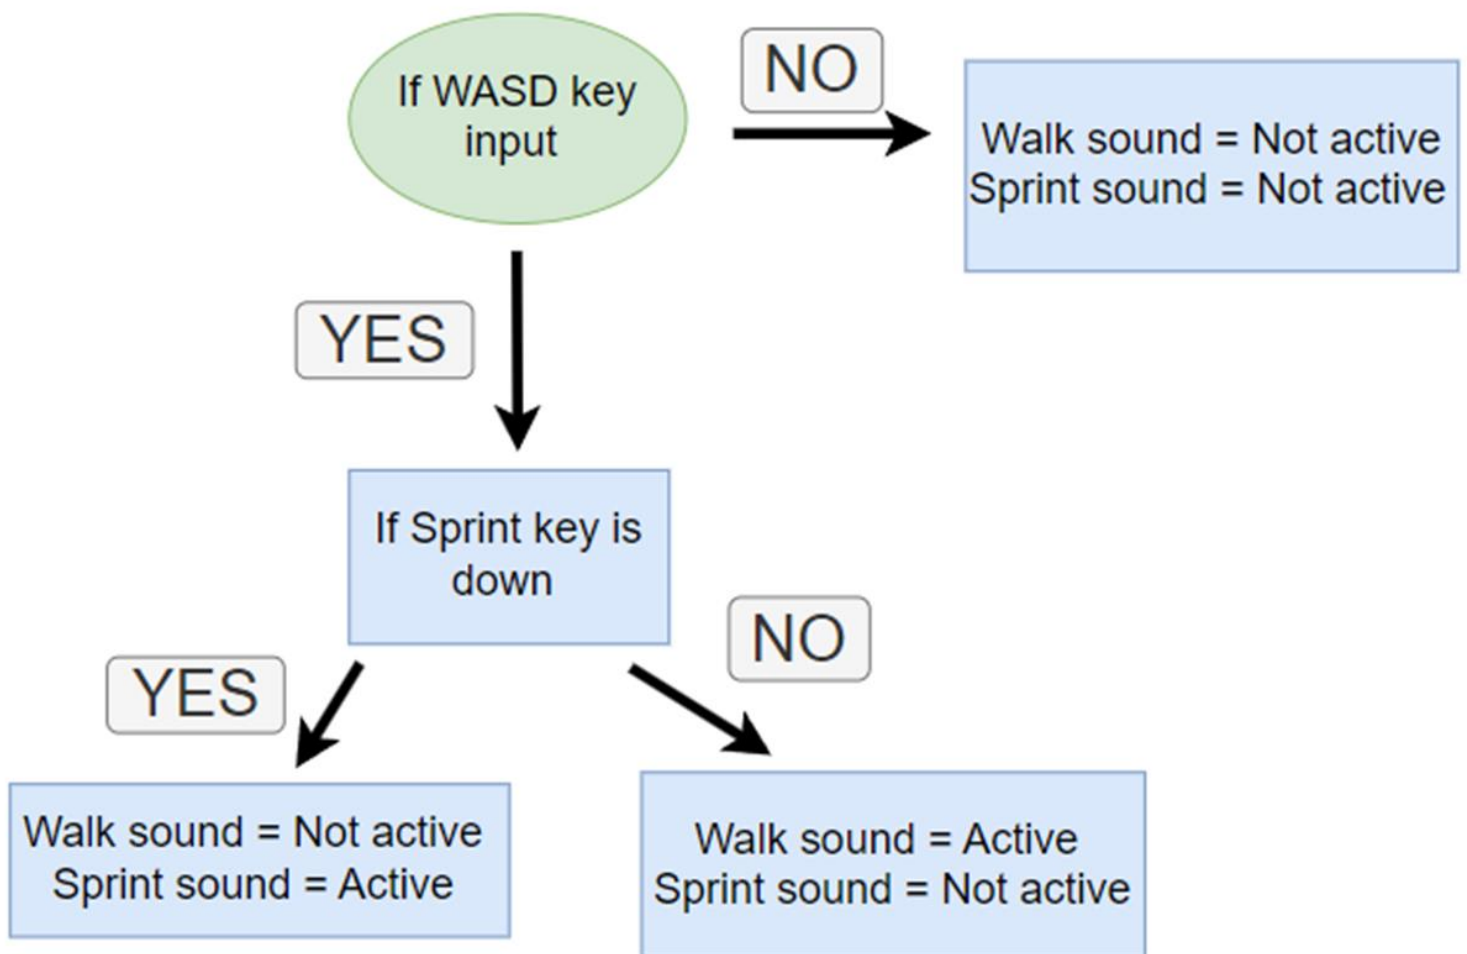 If WASD key
input
NO
Walk sound = Not active
Sprint sound = Not active
YES
If Sprint key is
down
YES
NO
Walk sound = Not active
Sprint sound = Active
Walk sound = Active
Sprint sound = Not active